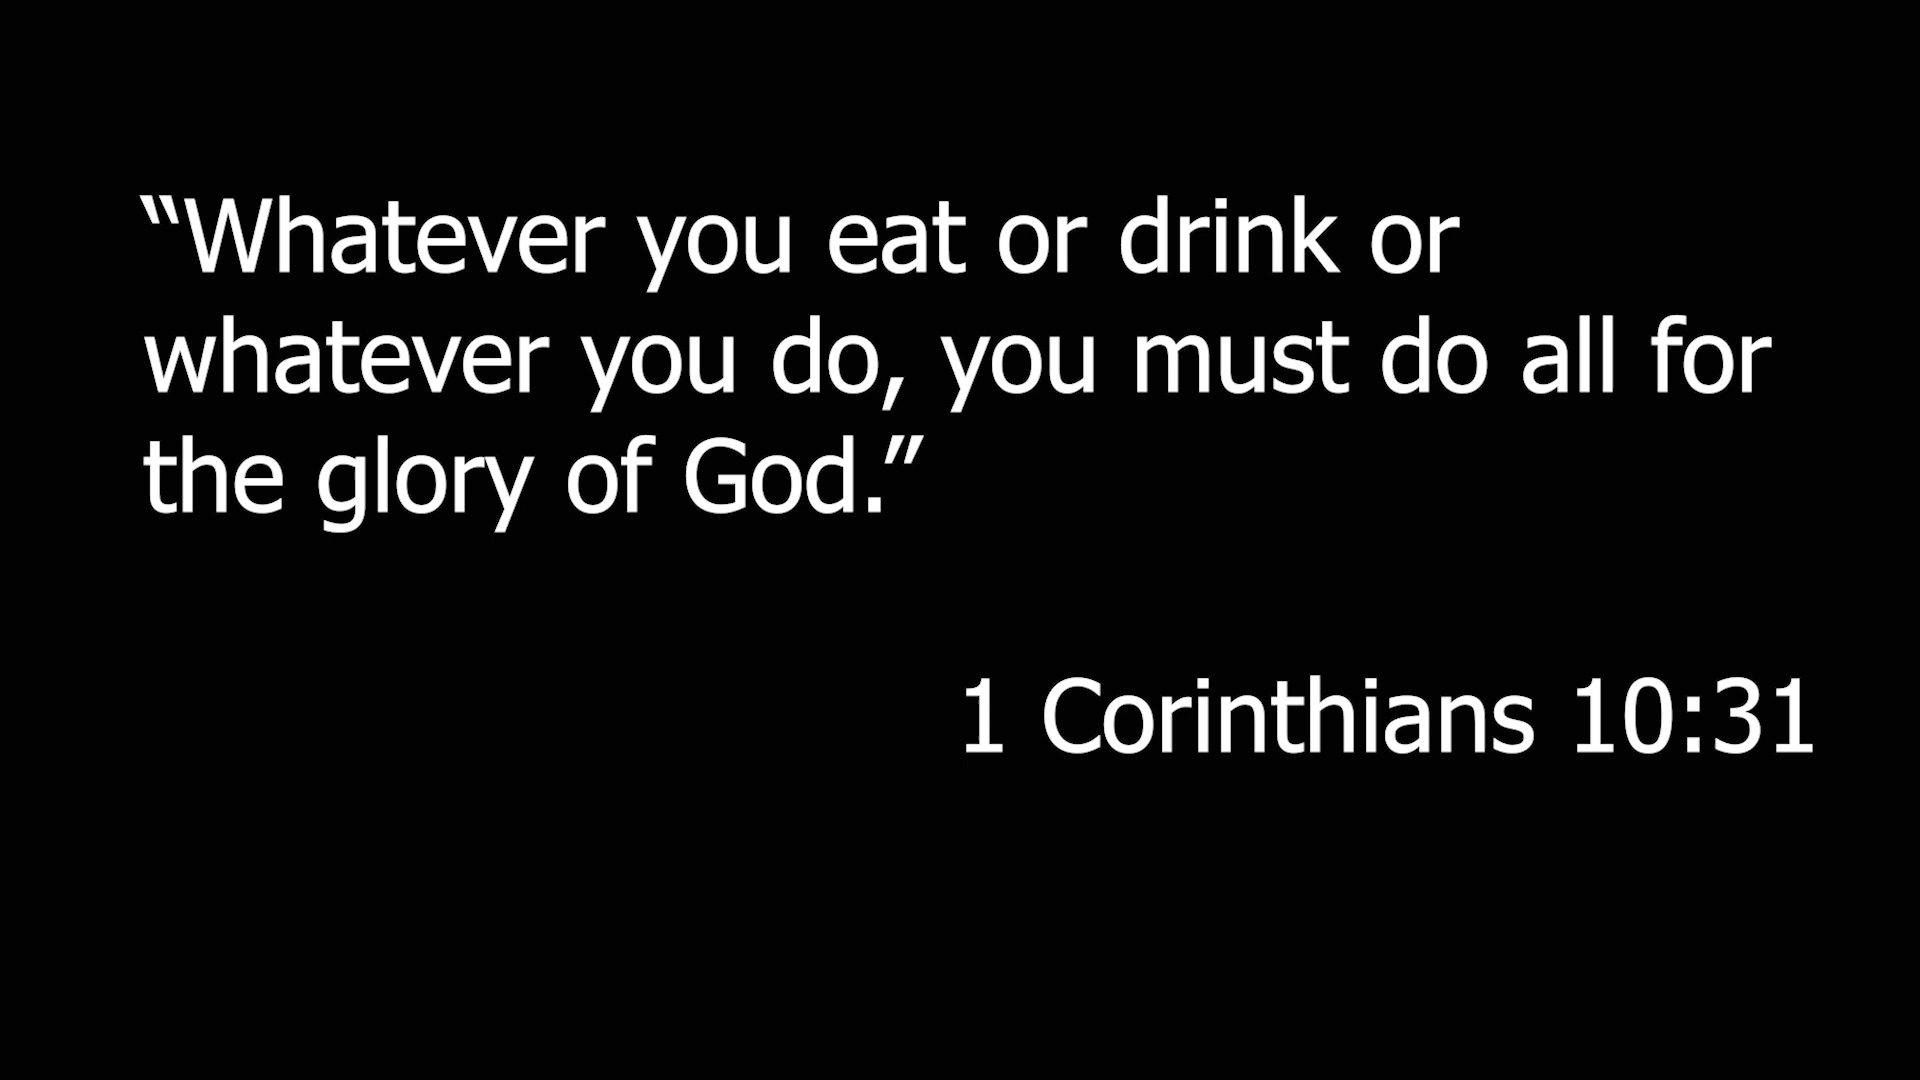 “Whatever you eat or drink or
whatever you do, you must do all for
the glory of God.”
1 Corinthians 10:31